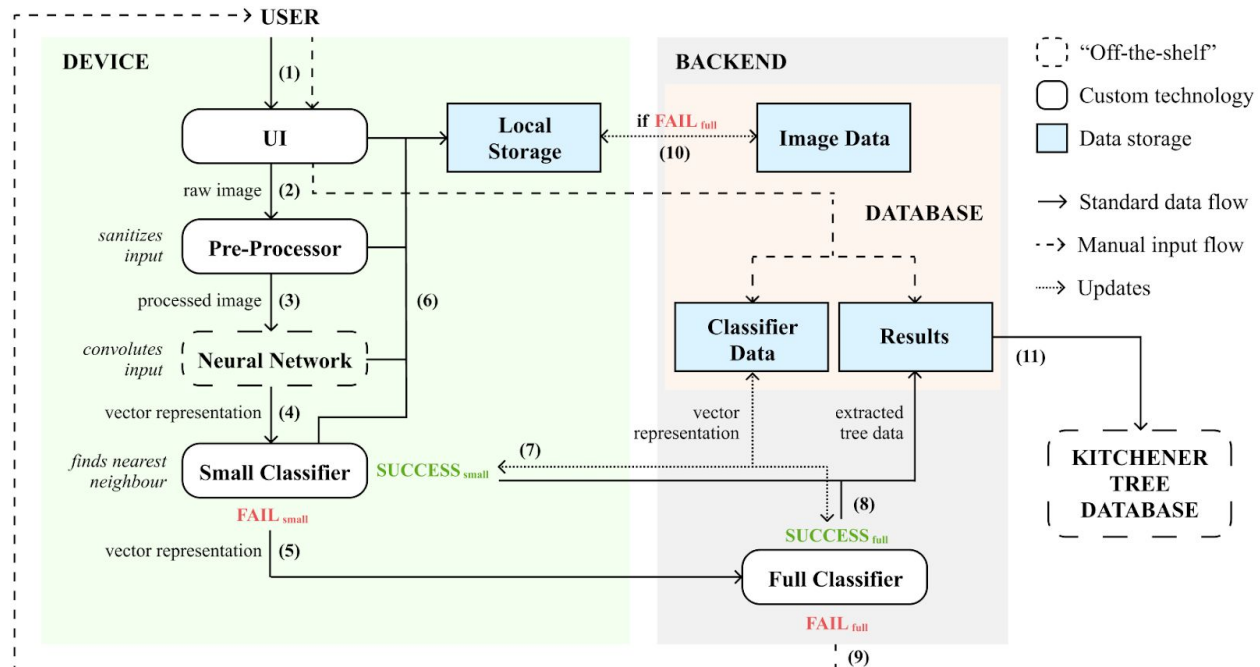 USER
DEVICE
BACKEND
“Off-the-shelf”
(1)
Custom technology
UI
Local
Storage
if FAIL full
(10)
Image Data
Data storage
raw image
(2)
Standard data flow
sanitizes
input
Pre-Processor
DATABASE
Manual input flow
processed image
(3)
(6)
Updates
convolutes
input
Neural Network
Classifier
Data
Results
(11)
vector representation
(4)
vector
representation
extracted
tree data
finds nearest
neighbour
Small Classifier
SUCCESS small
(7)
KITCHENER
TREE
DATABASE
FAIL small
(8)
SUCCESS full
vector representation
(5)
Full Classifier
FAIL full
(9)